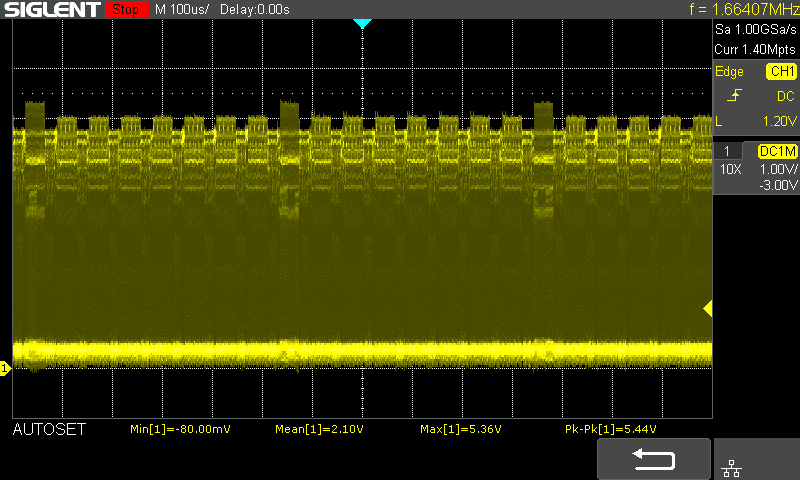 SIGLENT Stop M 100us/ Delay:0.00s f = 1.66407MHz
Sa 1.00GSa/s
Curr 1.40Mpts
Edge CH1
DC
L 1.20V
1 DC1M
10X 1.00V/
-3.00V
1
AUTOSET Min[1]=-80.00mV Mean[1]=2.10V Max[1]=5.36V Pk-Pk[1]=5.44V